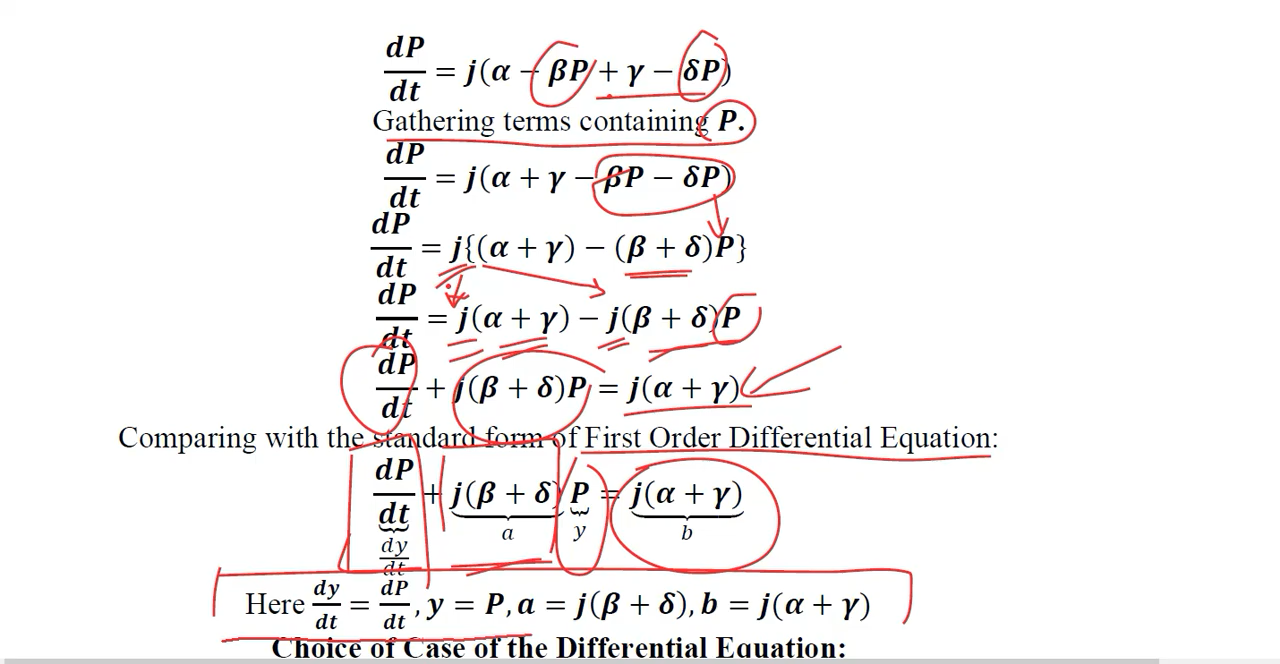 dP/dt = j(α − βP + γ − δP)
Gathering terms containing P.
dP/dt = j(α + γ − βP − δP)
dP/dt = j{(α + γ) − (β + δ)P}
dP/dt = j(α + γ) − j(β + δ)P
dP/dt + j(β + δ)P = j(α + γ)
Comparing with the standard form of First Order Differential Equation:
dP/dt + j(β + δ) P = j(α + γ)
dy/dt a y b
Here dy/dt = dP/dt, y = P, a = j(β + δ), b = j(α + γ)
Choice of Case of the Differential Equation: